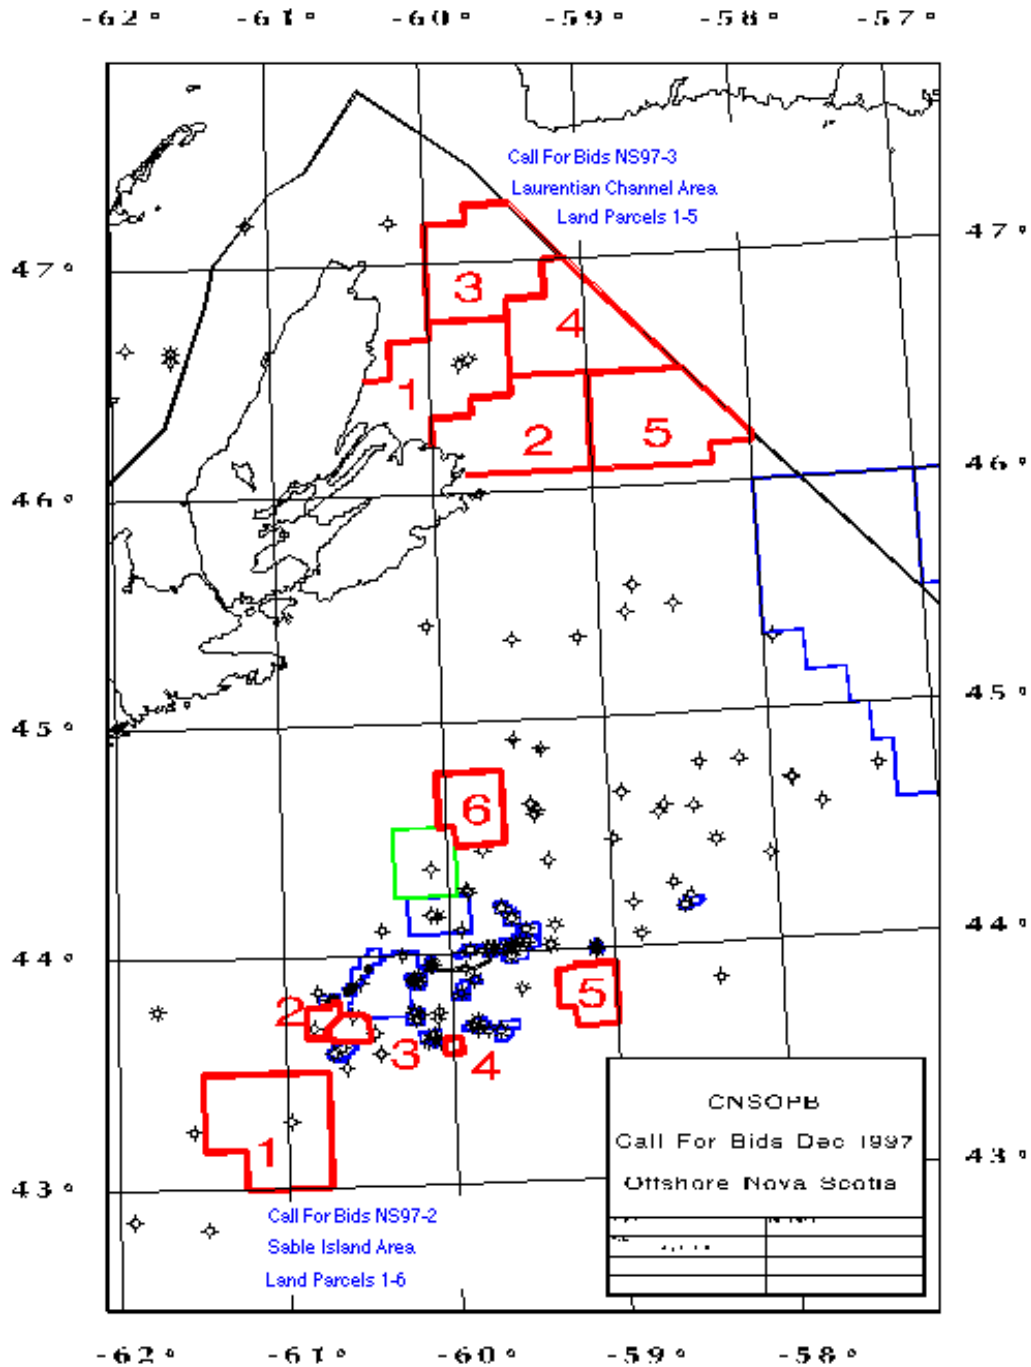 -62° -61° -60° -59° -58° -57°
Call For Bids NS97-3
Laurentian Channel Area
Land Parcels 1-5
47° 47°
3
4
1
2 5
46° 46°
45° 45°
6
44° 44°
5
2
3 4
CNSOPB
Call For Bids Dec 1997
Offshore Nova Scotia
1
43° 43°
Call For Bids NS97-2
Sable Island Area
Land Parcels 1-6
-62° -61° -60° -59° -58°